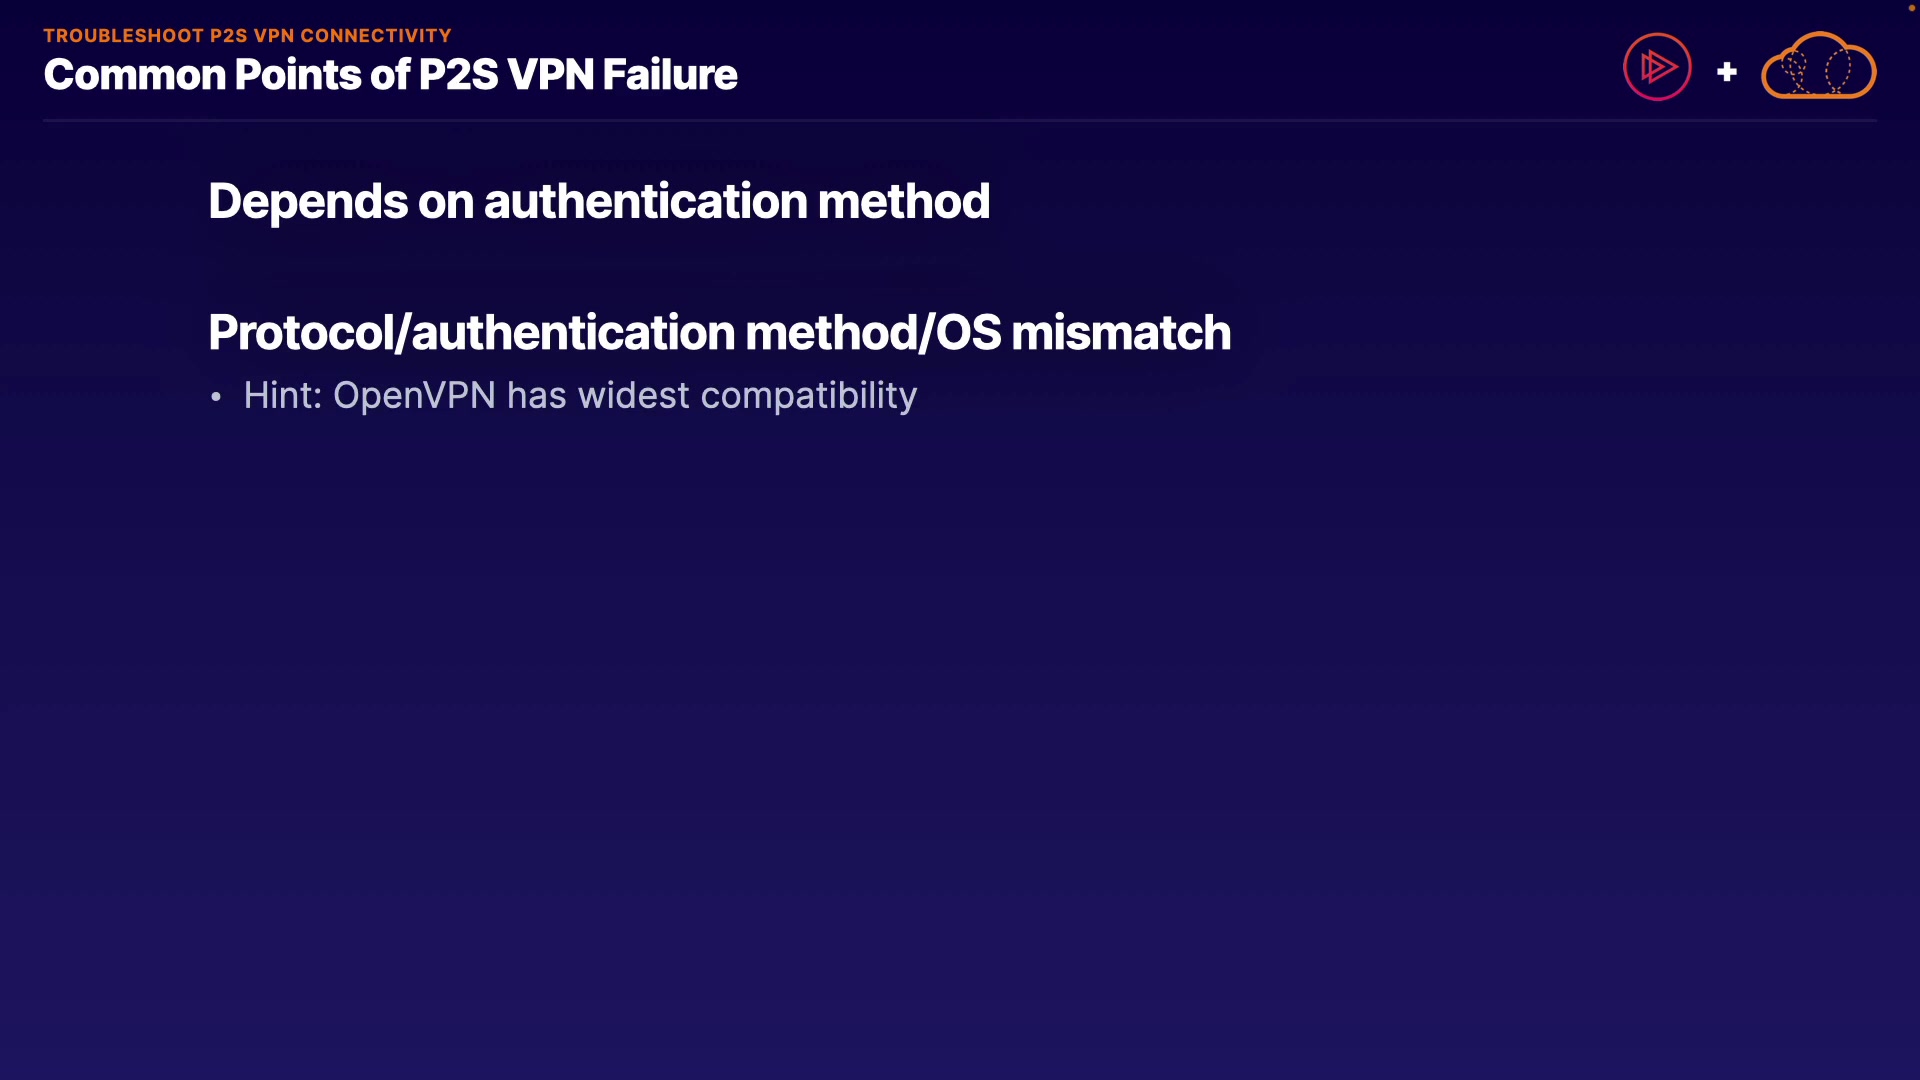 TROUBLESHOOT P2S VPN CONNECTIVITY
Common Points of P2S VPN Failure
+
Depends on authentication method
Protocol/authentication method/OS mismatch
• Hint: OpenVPN has widest compatibility